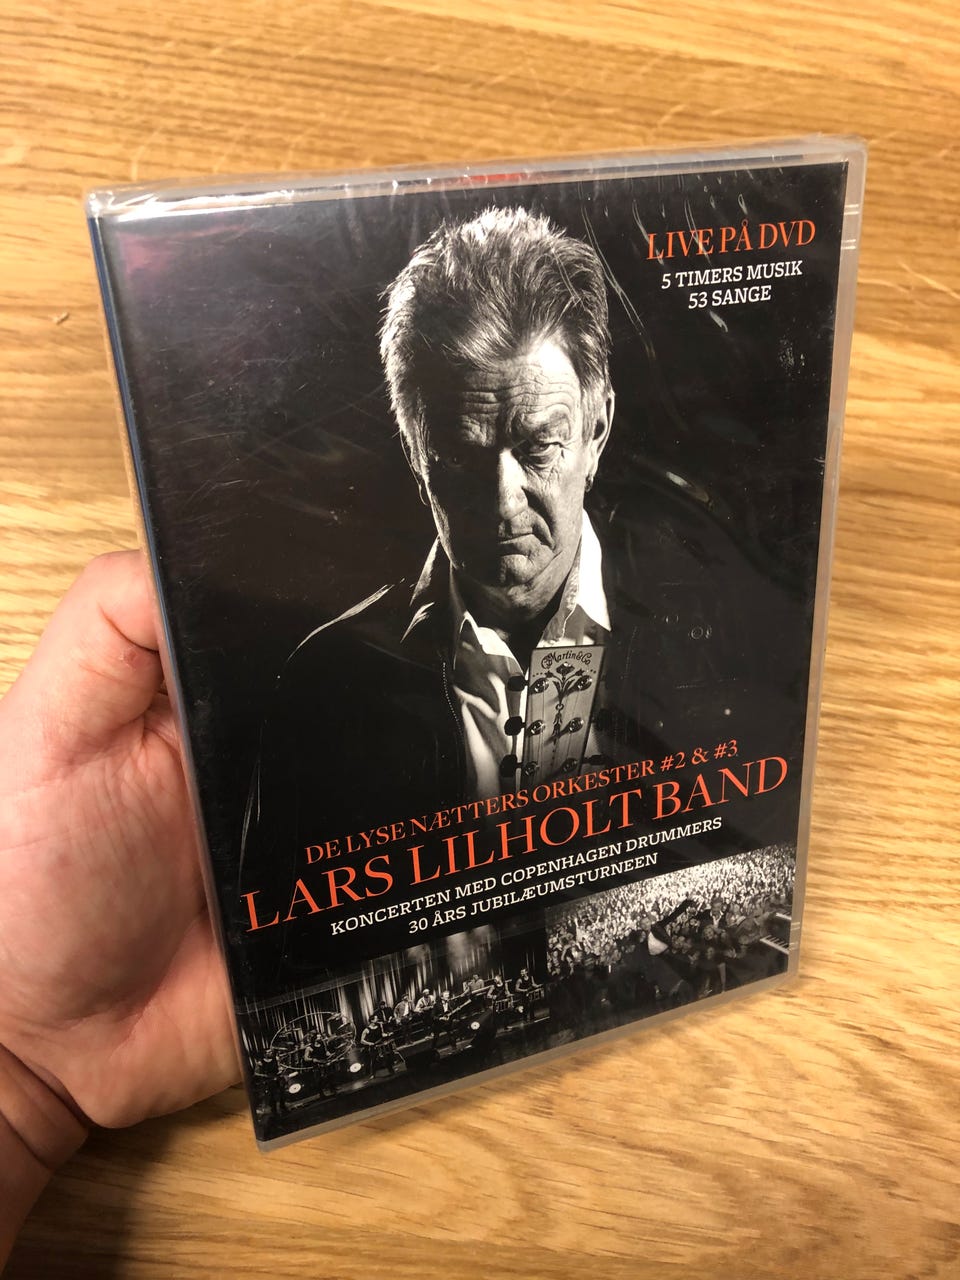 LIVE PÅ DVD
5 TIMERS MUSIK
53 SANGE
C.F. Martin & Co.
DE LYSE NÆTTERS ORKESTER #2 & #3
LARS LILHOLT BAND
KONCERTEN MED COPENHAGEN DRUMMERS
30 ÅRS JUBILÆUMSTURNEEN